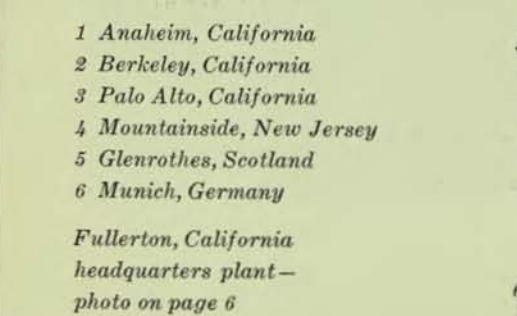 1 Anaheim, California
2 Berkeley, California
3 Palo Alto, California
4 Mountainside, New Jersey
5 Glenrothes, Scotland
6 Munich, Germany
Fullerton, California
headquarters plant—
photo on page 6